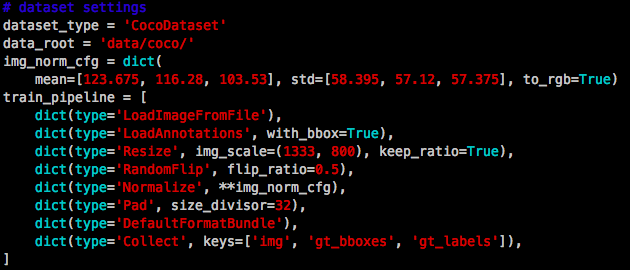 # dataset settings
dataset_type = 'CocoDataset'
data_root = 'data/coco/'
img_norm_cfg = dict(
    mean=[123.675, 116.28, 103.53], std=[58.395, 57.12, 57.375], to_rgb=True)
train_pipeline = [
    dict(type='LoadImageFromFile'),
    dict(type='LoadAnnotations', with_bbox=True),
    dict(type='Resize', img_scale=(1333, 800), keep_ratio=True),
    dict(type='RandomFlip', flip_ratio=0.5),
    dict(type='Normalize', **img_norm_cfg),
    dict(type='Pad', size_divisor=32),
    dict(type='DefaultFormatBundle'),
    dict(type='Collect', keys=['img', 'gt_bboxes', 'gt_labels']),
]